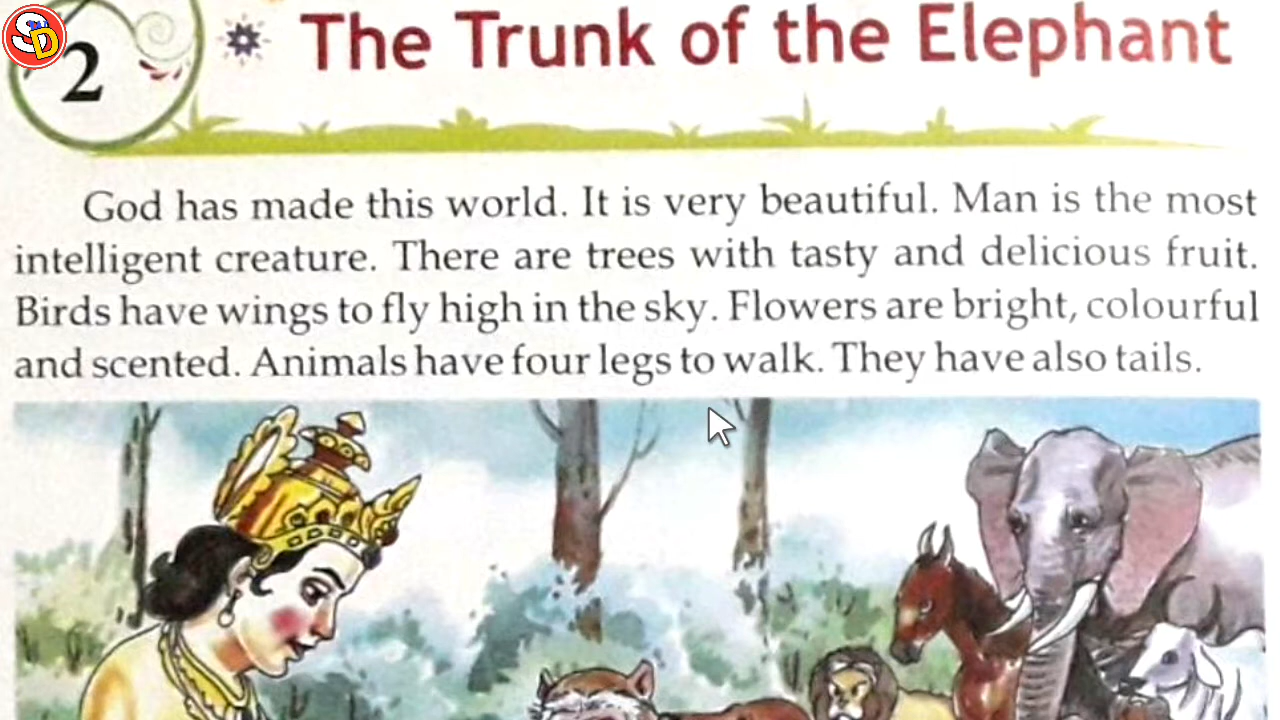 SD
2
The Trunk of the Elephant
God has made this world. It is very beautiful. Man is the most
intelligent creature. There are trees with tasty and delicious fruit.
Birds have wings to fly high in the sky. Flowers are bright, colourful
and scented. Animals have four legs to walk. They have also tails.